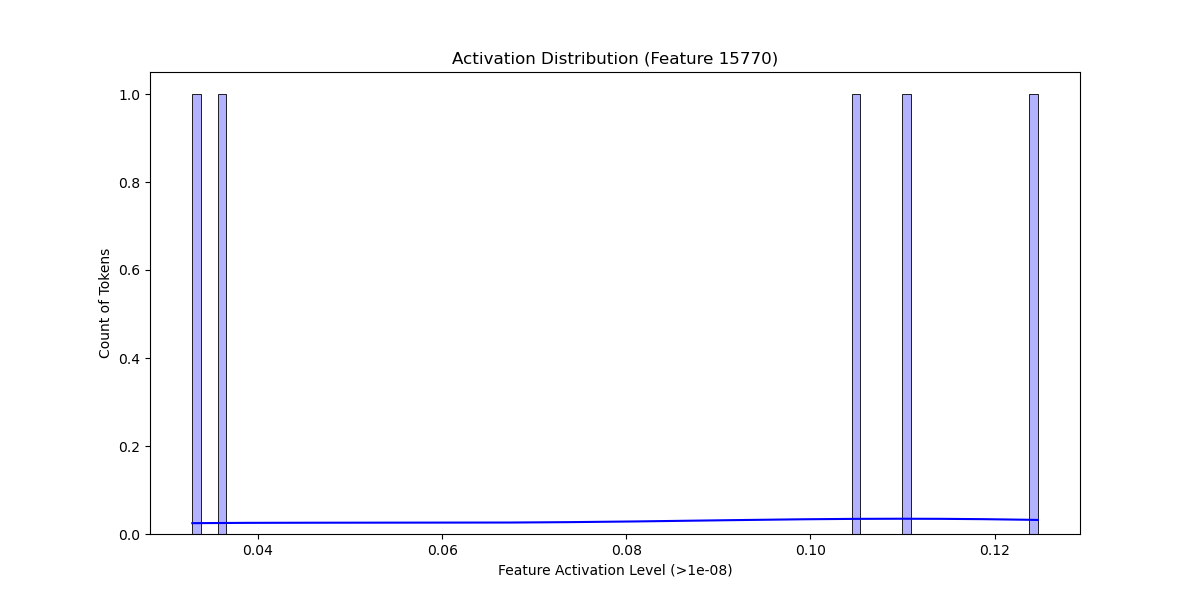 Activation Distribution (Feature 15770)
1.0
0.8
0.6
0.4
0.2
0.0
Count of Tokens
0.04 0.06 0.08 0.10 0.12
Feature Activation Level (>1e-08)